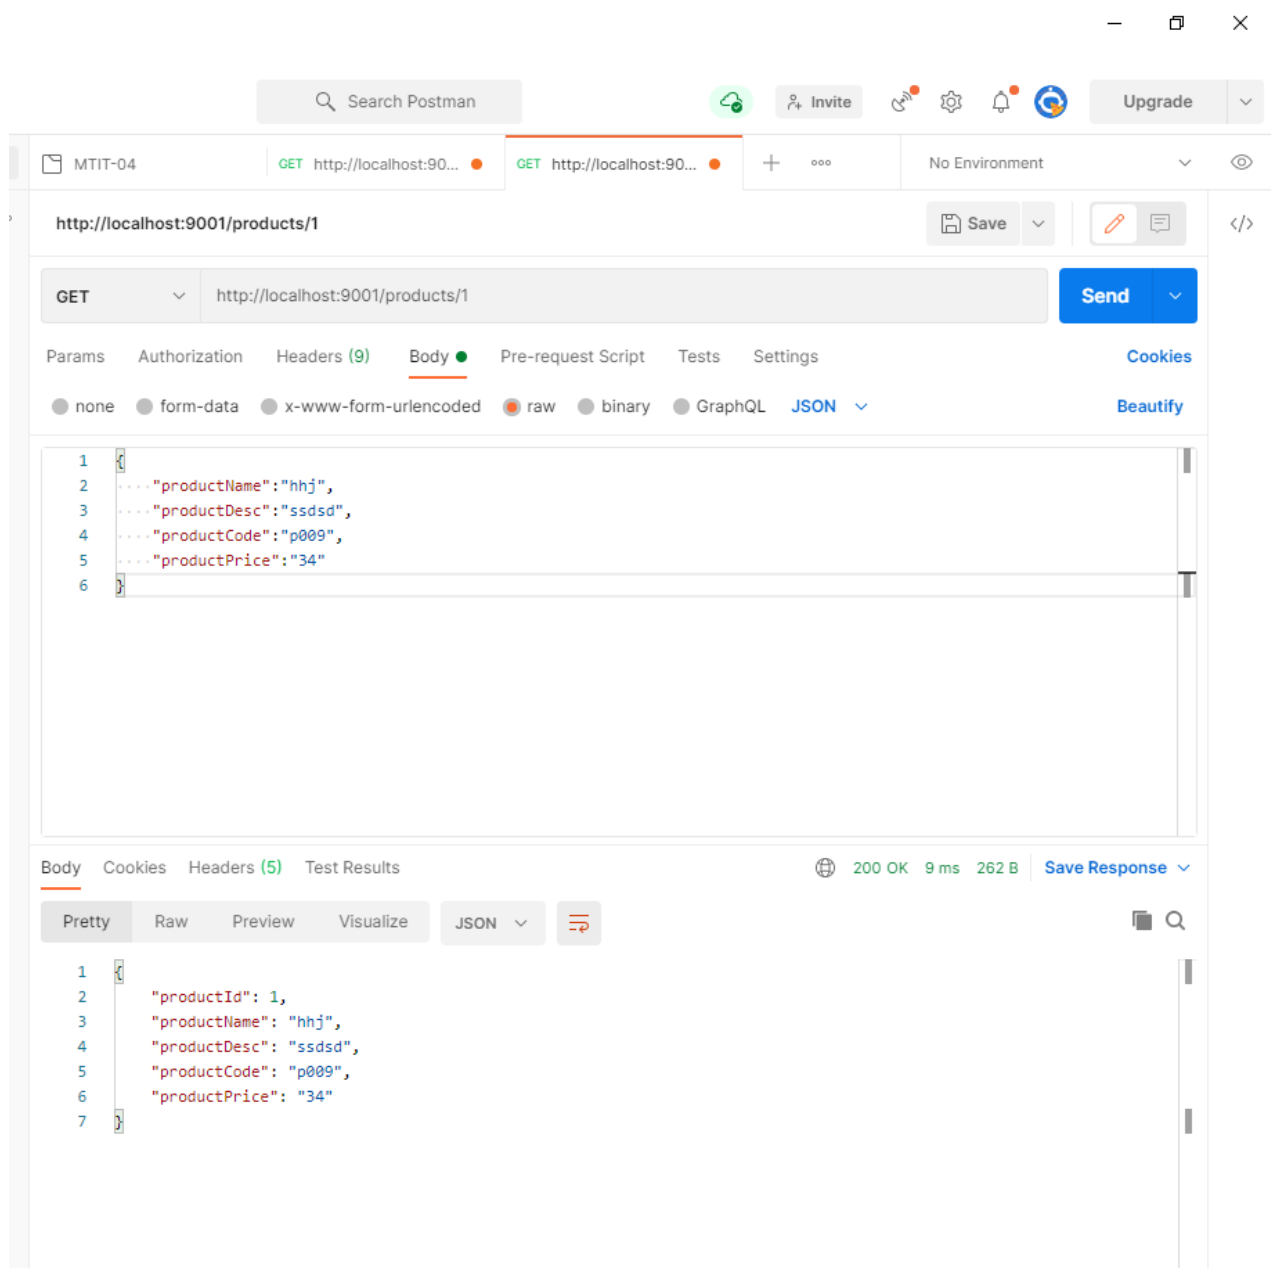 Search Postman
Invite
Upgrade
MTIT-04
GET http://localhost:90...
GET http://localhost:90...
No Environment
http://localhost:9001/products/1
Save
GET
http://localhost:9001/products/1
Send
Params Authorization Headers (9) Body Pre-request Script Tests Settings Cookies
none form-data x-www-form-urlencoded raw binary GraphQL JSON Beautify
1 {
2 "productName":"hhj",
3 "productDesc":"ssdsd",
4 "productCode":"p009",
5 "productPrice":"34"
6 }
Body Cookies Headers (5) Test Results 200 OK 9 ms 262 B Save Response
Pretty Raw Preview Visualize JSON
1 {
2 "productId": 1,
3 "productName": "hhj",
4 "productDesc": "ssdsd",
5 "productCode": "p009",
6 "productPrice": "34"
7 }